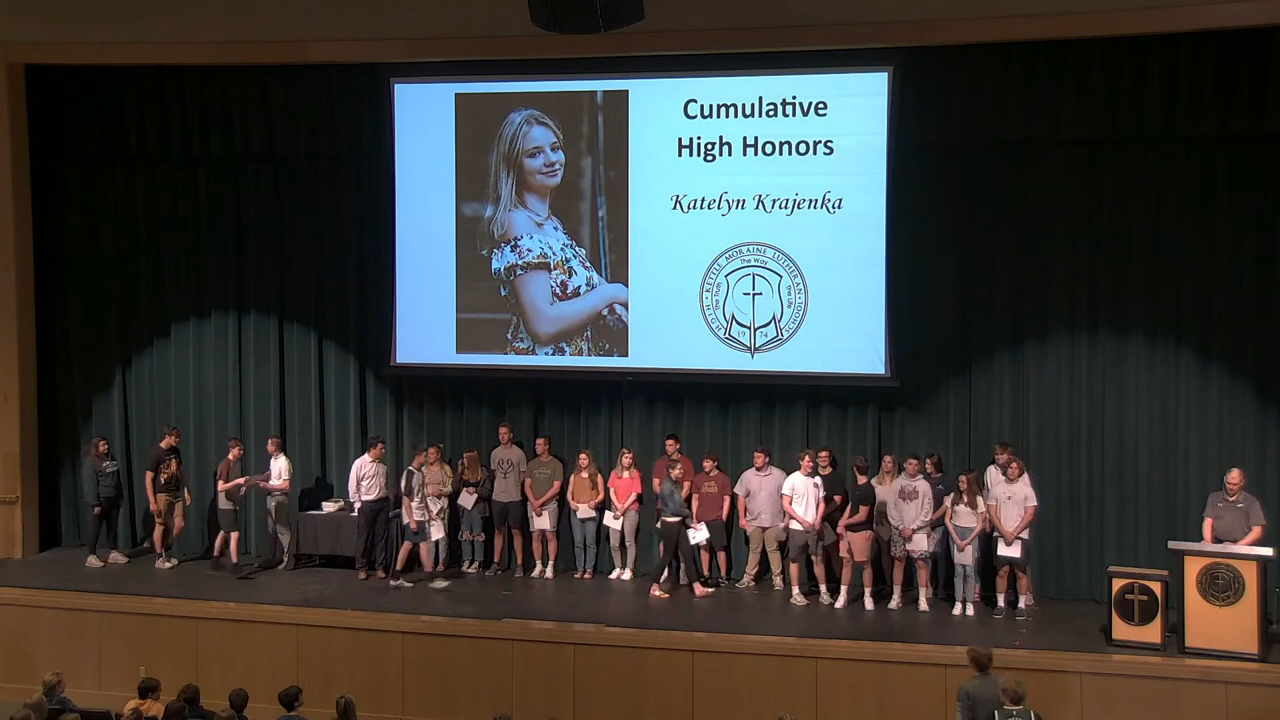 Cumulative
High Honors
Katelyn Krajenka
KETTLE MORAINE LUTHERAN
HIGH SCHOOL
The Way
The Truth
The Life
19 74